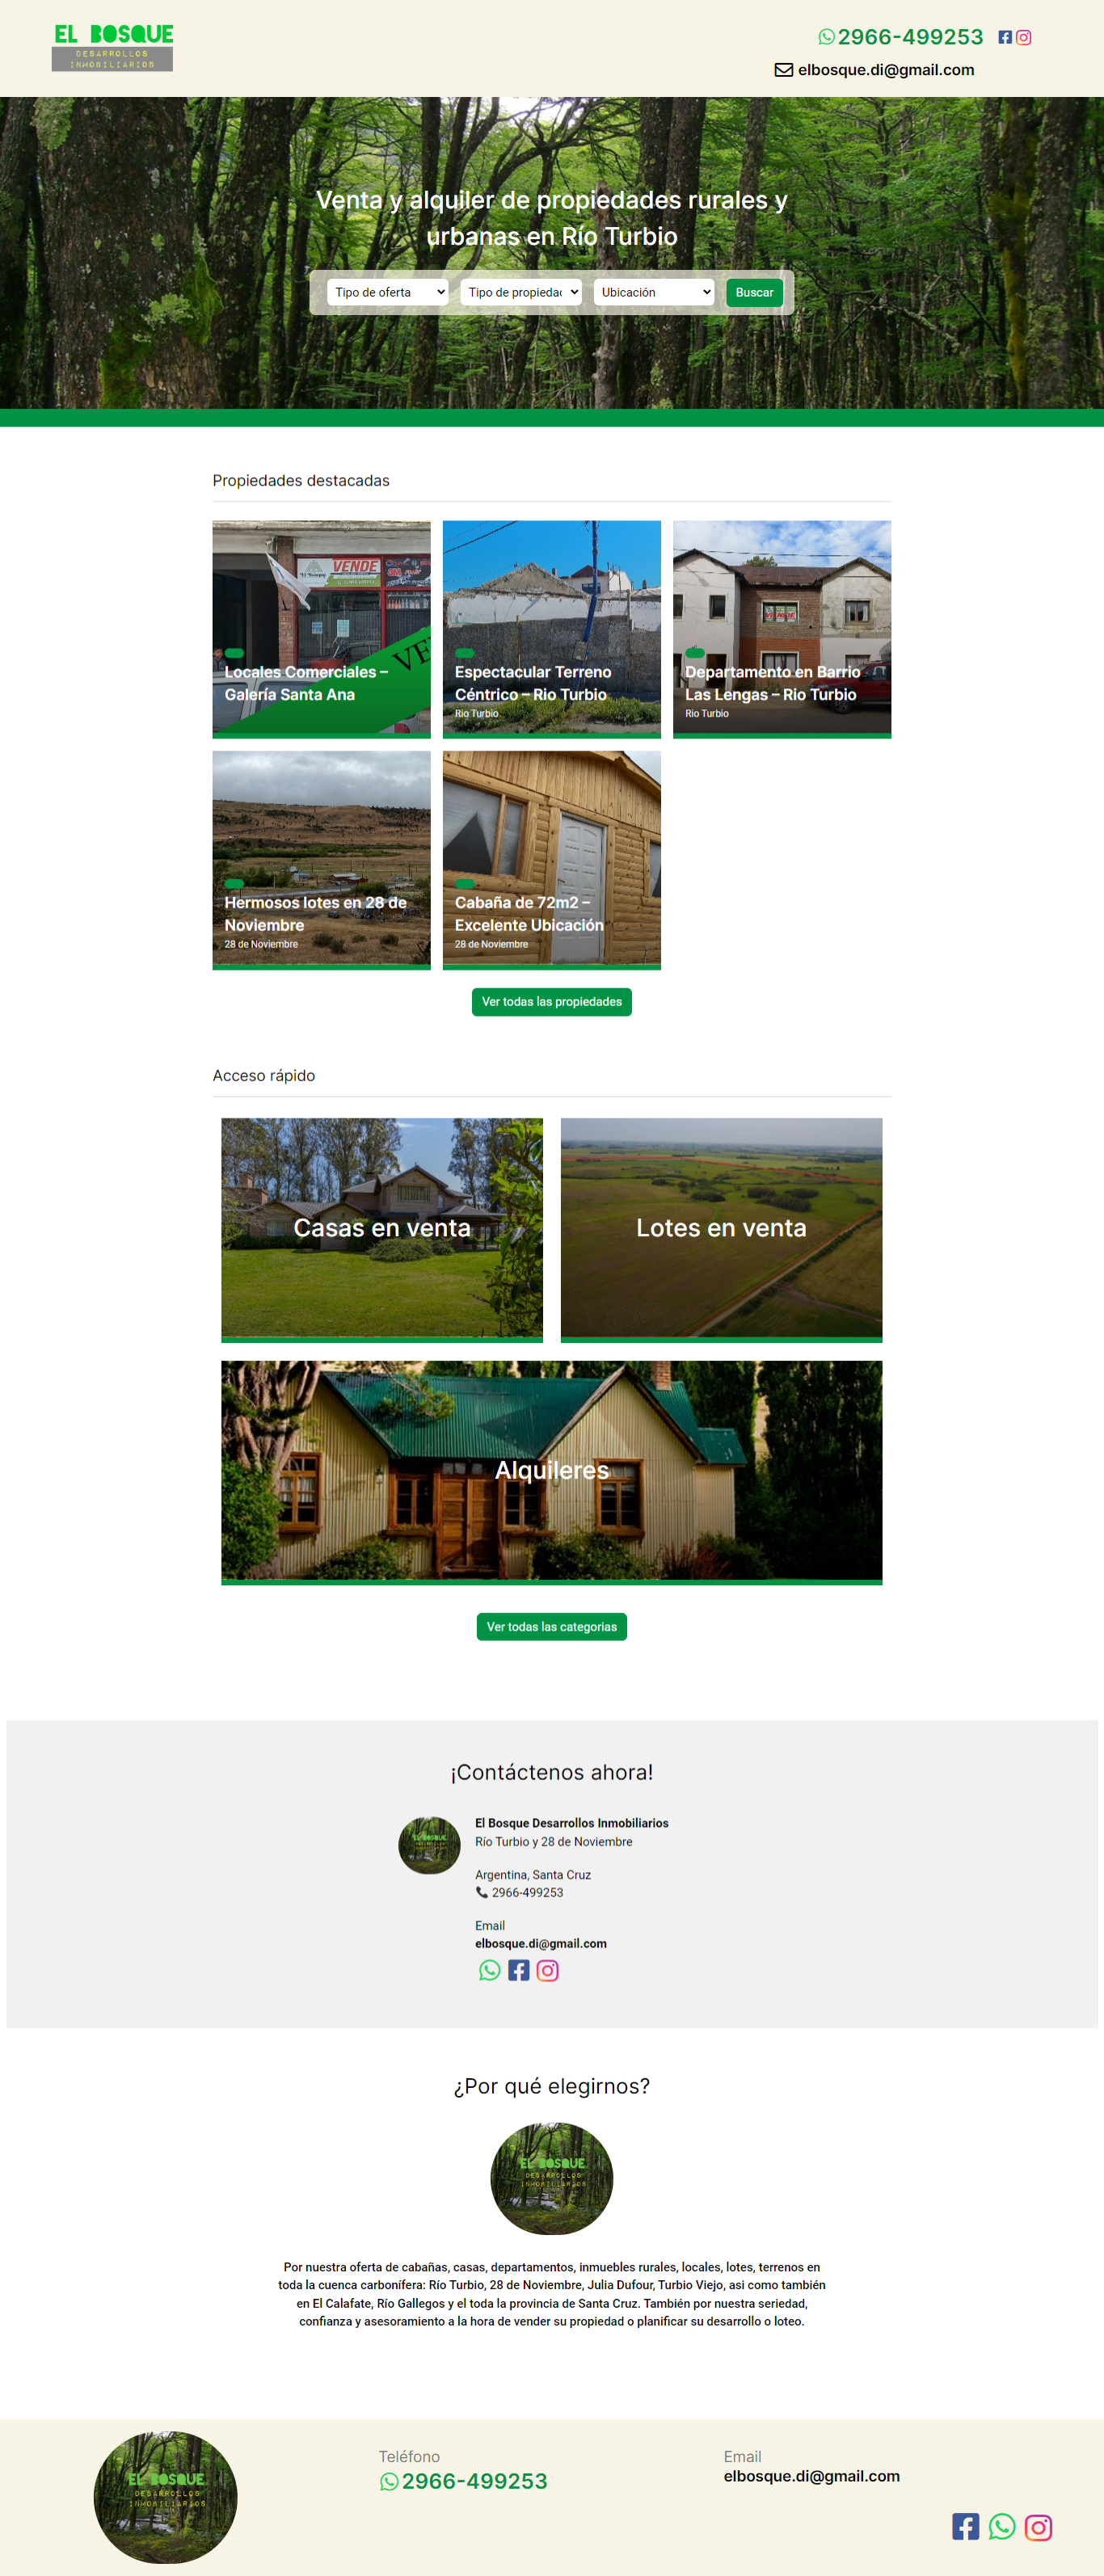 EL BOSQUE
DESARROLLOS
INMOBILIARIOS
2966-499253
elbosque.di@gmail.com
Venta y alquiler de propiedades rurales y
urbanas en Río Turbio
Tipo de oferta
Tipo de propiedad
Ubicación
Buscar
Propiedades destacadas
VENDE
VE
Locales Comerciales –
Galería Santa Ana
Espectacular Terreno
Céntrico – Rio Turbio
Rio Turbio
VENDE
Departamento en Barrio
Las Lengas – Rio Turbio
Rio Turbio
Hermosos lotes en 28 de
Noviembre
28 de Noviembre
Cabaña de 72m2 –
Excelente Ubicación
28 de Noviembre
Ver todas las propiedades
Acceso rápido
Casas en venta
Lotes en venta
Alquileres
Ver todas las categorias
¡Contáctenos ahora!
EL BOSQUE
El Bosque Desarrollos Inmobiliarios
Río Turbio y 28 de Noviembre
Argentina, Santa Cruz
2966-499253
Email
elbosque.di@gmail.com
¿Por qué elegirnos?
EL BOSQUE
DESARROLLOS
INMOBILIARIOS
Por nuestra oferta de cabañas, casas, departamentos, inmuebles rurales, locales, lotes, terrenos en
toda la cuenca carbonífera: Río Turbio, 28 de Noviembre, Julia Dufour, Turbio Viejo, asi como también
en El Calafate, Río Gallegos y el toda la provincia de Santa Cruz. También por nuestra seriedad,
confianza y asesoramiento a la hora de vender su propiedad o planificar su desarrollo o loteo.
EL BOSQUE
DESARROLLOS
INMOBILIARIOS
Teléfono
2966-499253
Email
elbosque.di@gmail.com